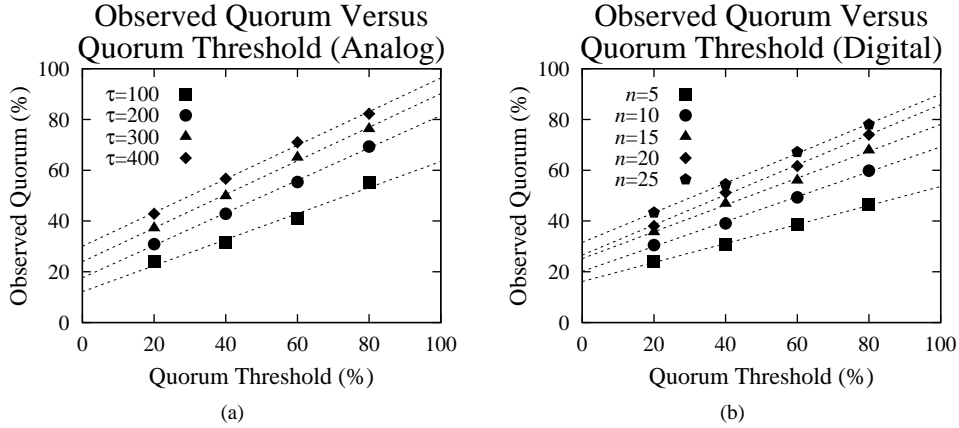 Observed Quorum Versus
Quorum Threshold (Analog)
Observed Quorum (%)
100
80
60
40
20
0
τ=100
τ=200
τ=300
τ=400
0 20 40 60 80 100
Quorum Threshold (%)
(a)
Observed Quorum Versus
Quorum Threshold (Digital)
Observed Quorum (%)
100
80
60
40
20
0
n=5
n=10
n=15
n=20
n=25
0 20 40 60 80 100
Quorum Threshold (%)
(b)